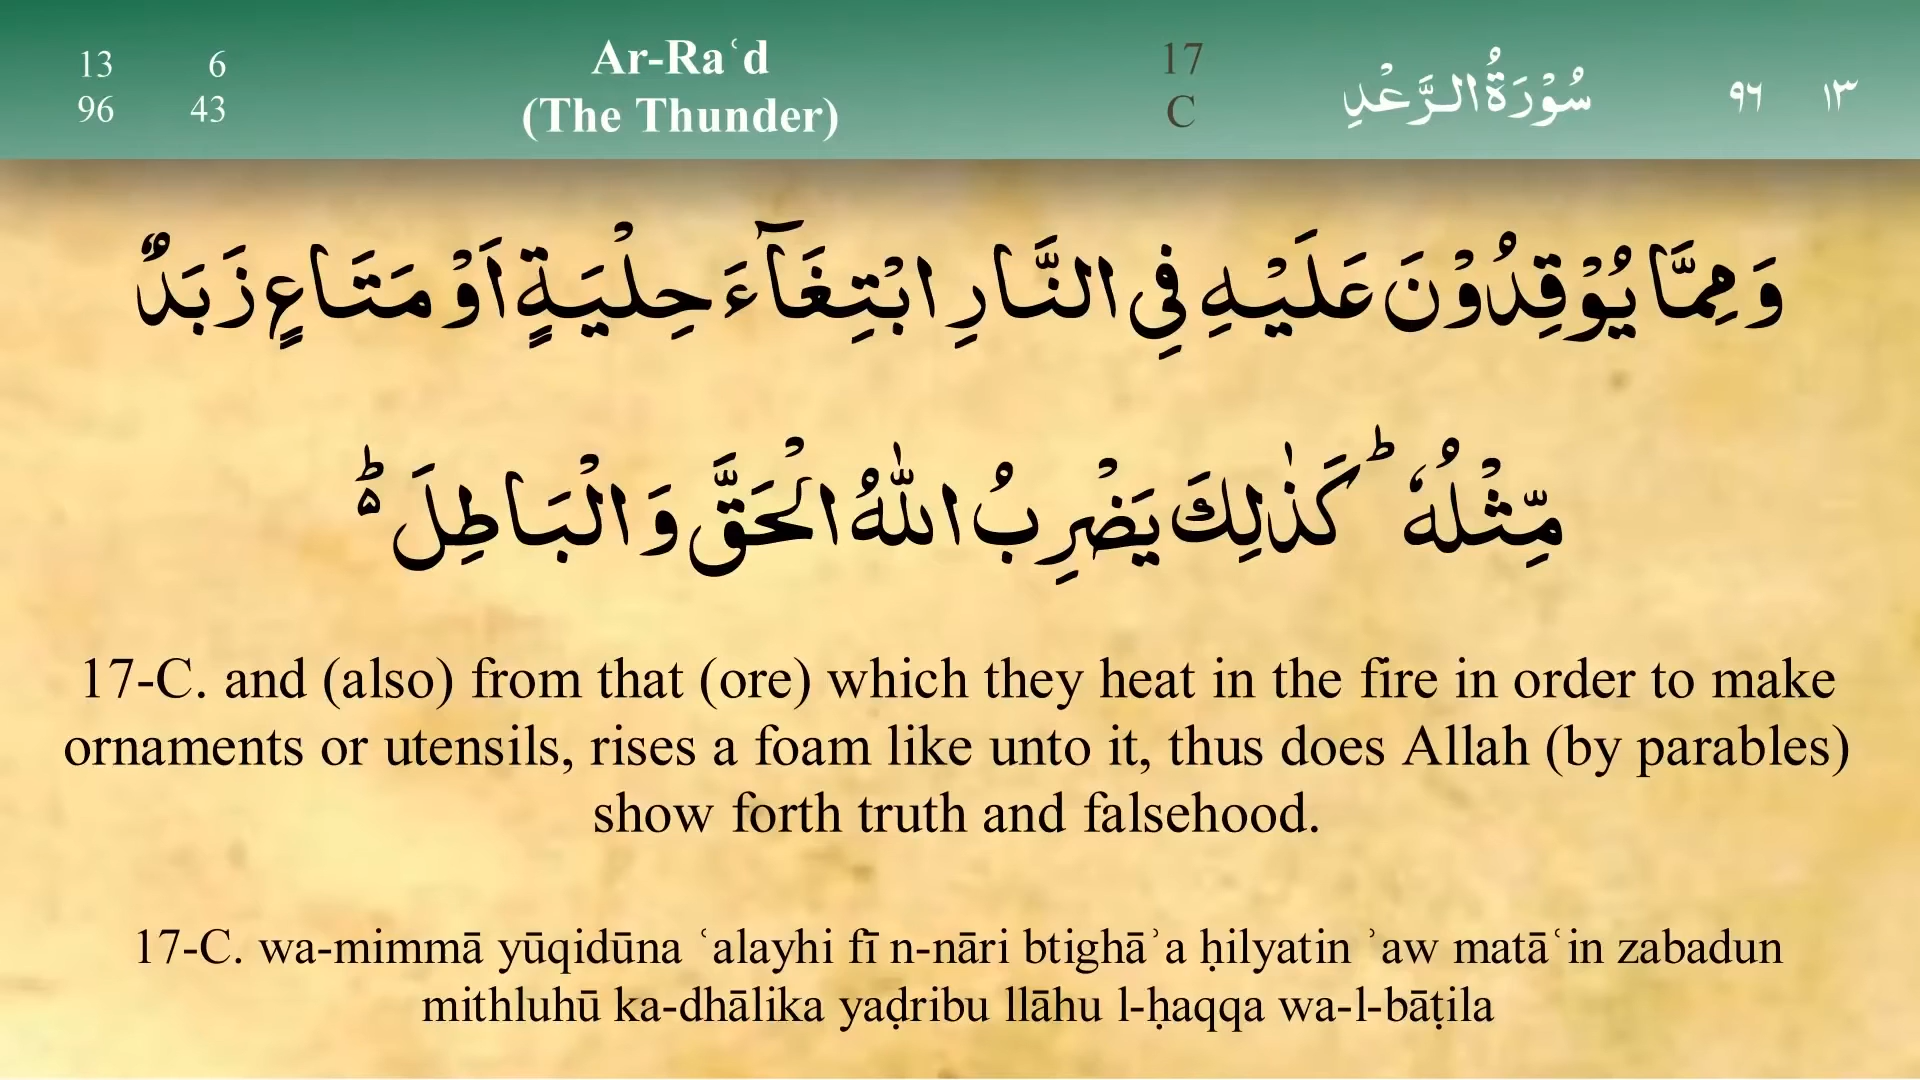 13 6 Ar-Raʿd 17 سُوْرَةُ الرَّعْدِ ٩٦ ١٣
96 43 (The Thunder) C
وَمِمَّا يُوْقِدُوْنَ عَلَيْهِ فِى النَّارِ ابْتِغَآءَ حِلْيَةٍ اَوْ مَتَاعٍ زَبَدٌ
مِّثْلُهٗ ؕ كَذٰلِكَ يَضْرِبُ اللّٰهُ الْحَقَّ وَالْبَاطِلَ ۬ؕ
17-C. and (also) from that (ore) which they heat in the fire in order to make
ornaments or utensils, rises a foam like unto it, thus does Allah (by parables)
show forth truth and falsehood.
17-C. wa-mimmā yūqidūna ʿalayhi fī n-nāri btighāʾa ḥilyatin ʾaw matāʿin zabadun
mithluhū ka-dhālika yaḍribu llāhu l-ḥaqqa wa-l-bāṭila